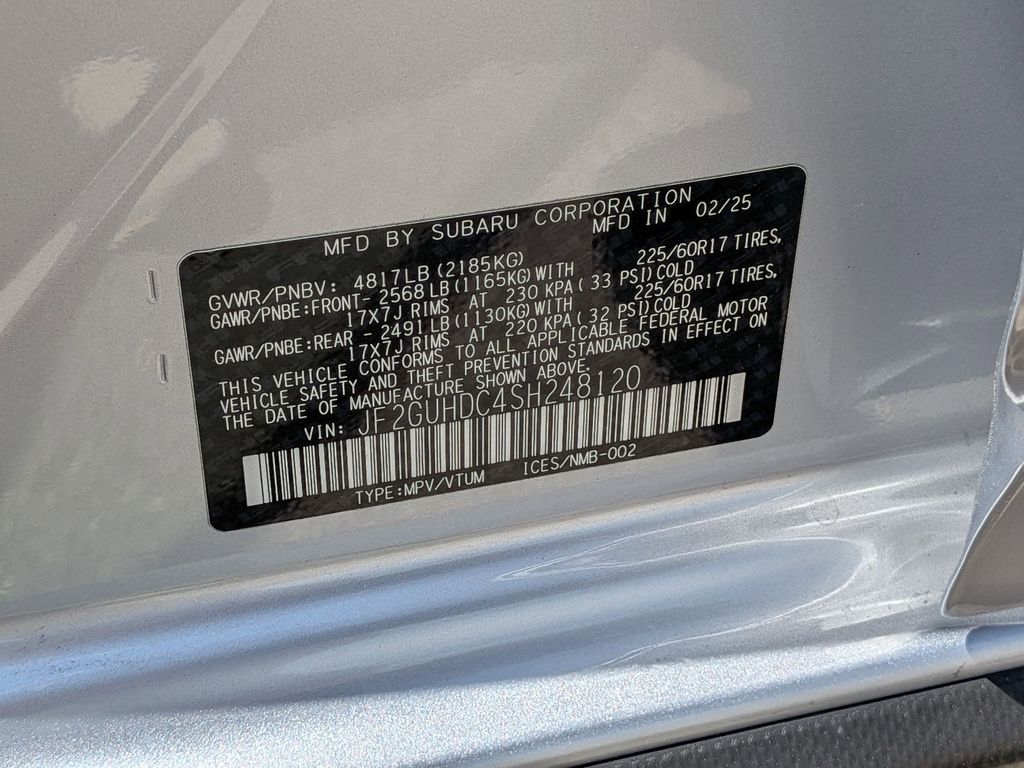 MFD BY SUBARU CORPORATION
MFD IN 02/25
GVWR/PNBV: 4817LB (2185KG)
GAWR/PNBE:FRONT- 2568 LB (1165KG) WITH 225/60R17 TIRES,
17X7J RIMS AT 230 KPA ( 33 PSI) COLD
GAWR/PNBE:REAR - 2491 LB (1130KG) WITH 225/60R17 TIRES,
17X7J RIMS AT 220 KPA ( 32 PSI) COLD
THIS VEHICLE CONFORMS TO ALL APPLICABLE FEDERAL MOTOR
VEHICLE SAFETY AND THEFT PREVENTION STANDARDS IN EFFECT ON
THE DATE OF MANUFACTURE SHOWN ABOVE.
VIN: JF2GUHDC4SH248120
TYPE:MPV/VTUM ICES/NMB-002